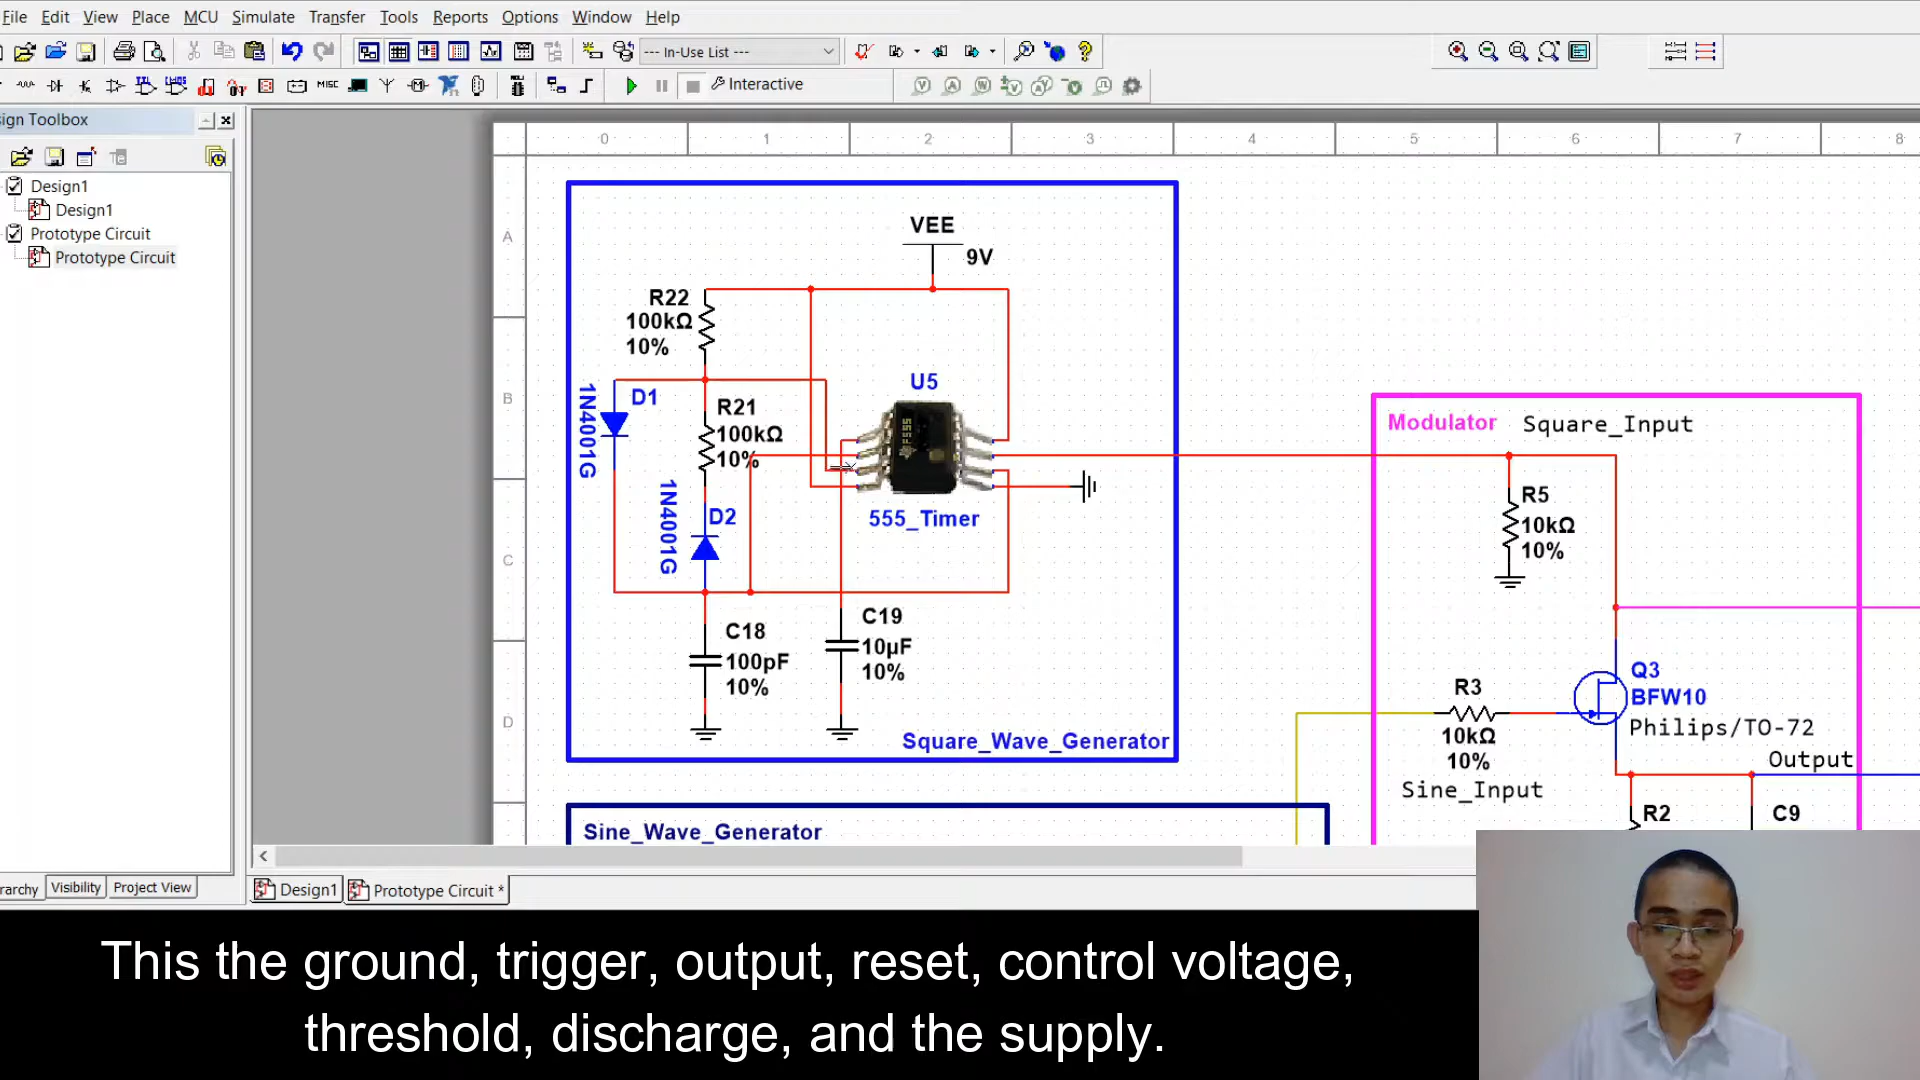 File Edit View Place MCU Simulate Transfer Tools Reports Options Window Help
--- In-Use List ---
MISC
Interactive
sign Toolbox
Design1
Design1
Prototype Circuit
Prototype Circuit
0 1 2 3 4 5 6 7 8
A
B
C
D
VEE
9V
R22
100kΩ
10%
D1
1N4001G
R21
100kΩ
10%
1N4001G
D2
U5
555_Timer
C18
100pF
10%
C19
10µF
10%
Square_Wave_Generator
Sine_Wave_Generator
Modulator
Square_Input
R5
10kΩ
10%
R3
10kΩ
10%
Sine_Input
Q3
BFW10
Philips/TO-72
Output
R2
C9
rarchy Visibility Project View
Design1 Prototype Circuit *
This the ground, trigger, output, reset, control voltage,
threshold, discharge, and the supply.